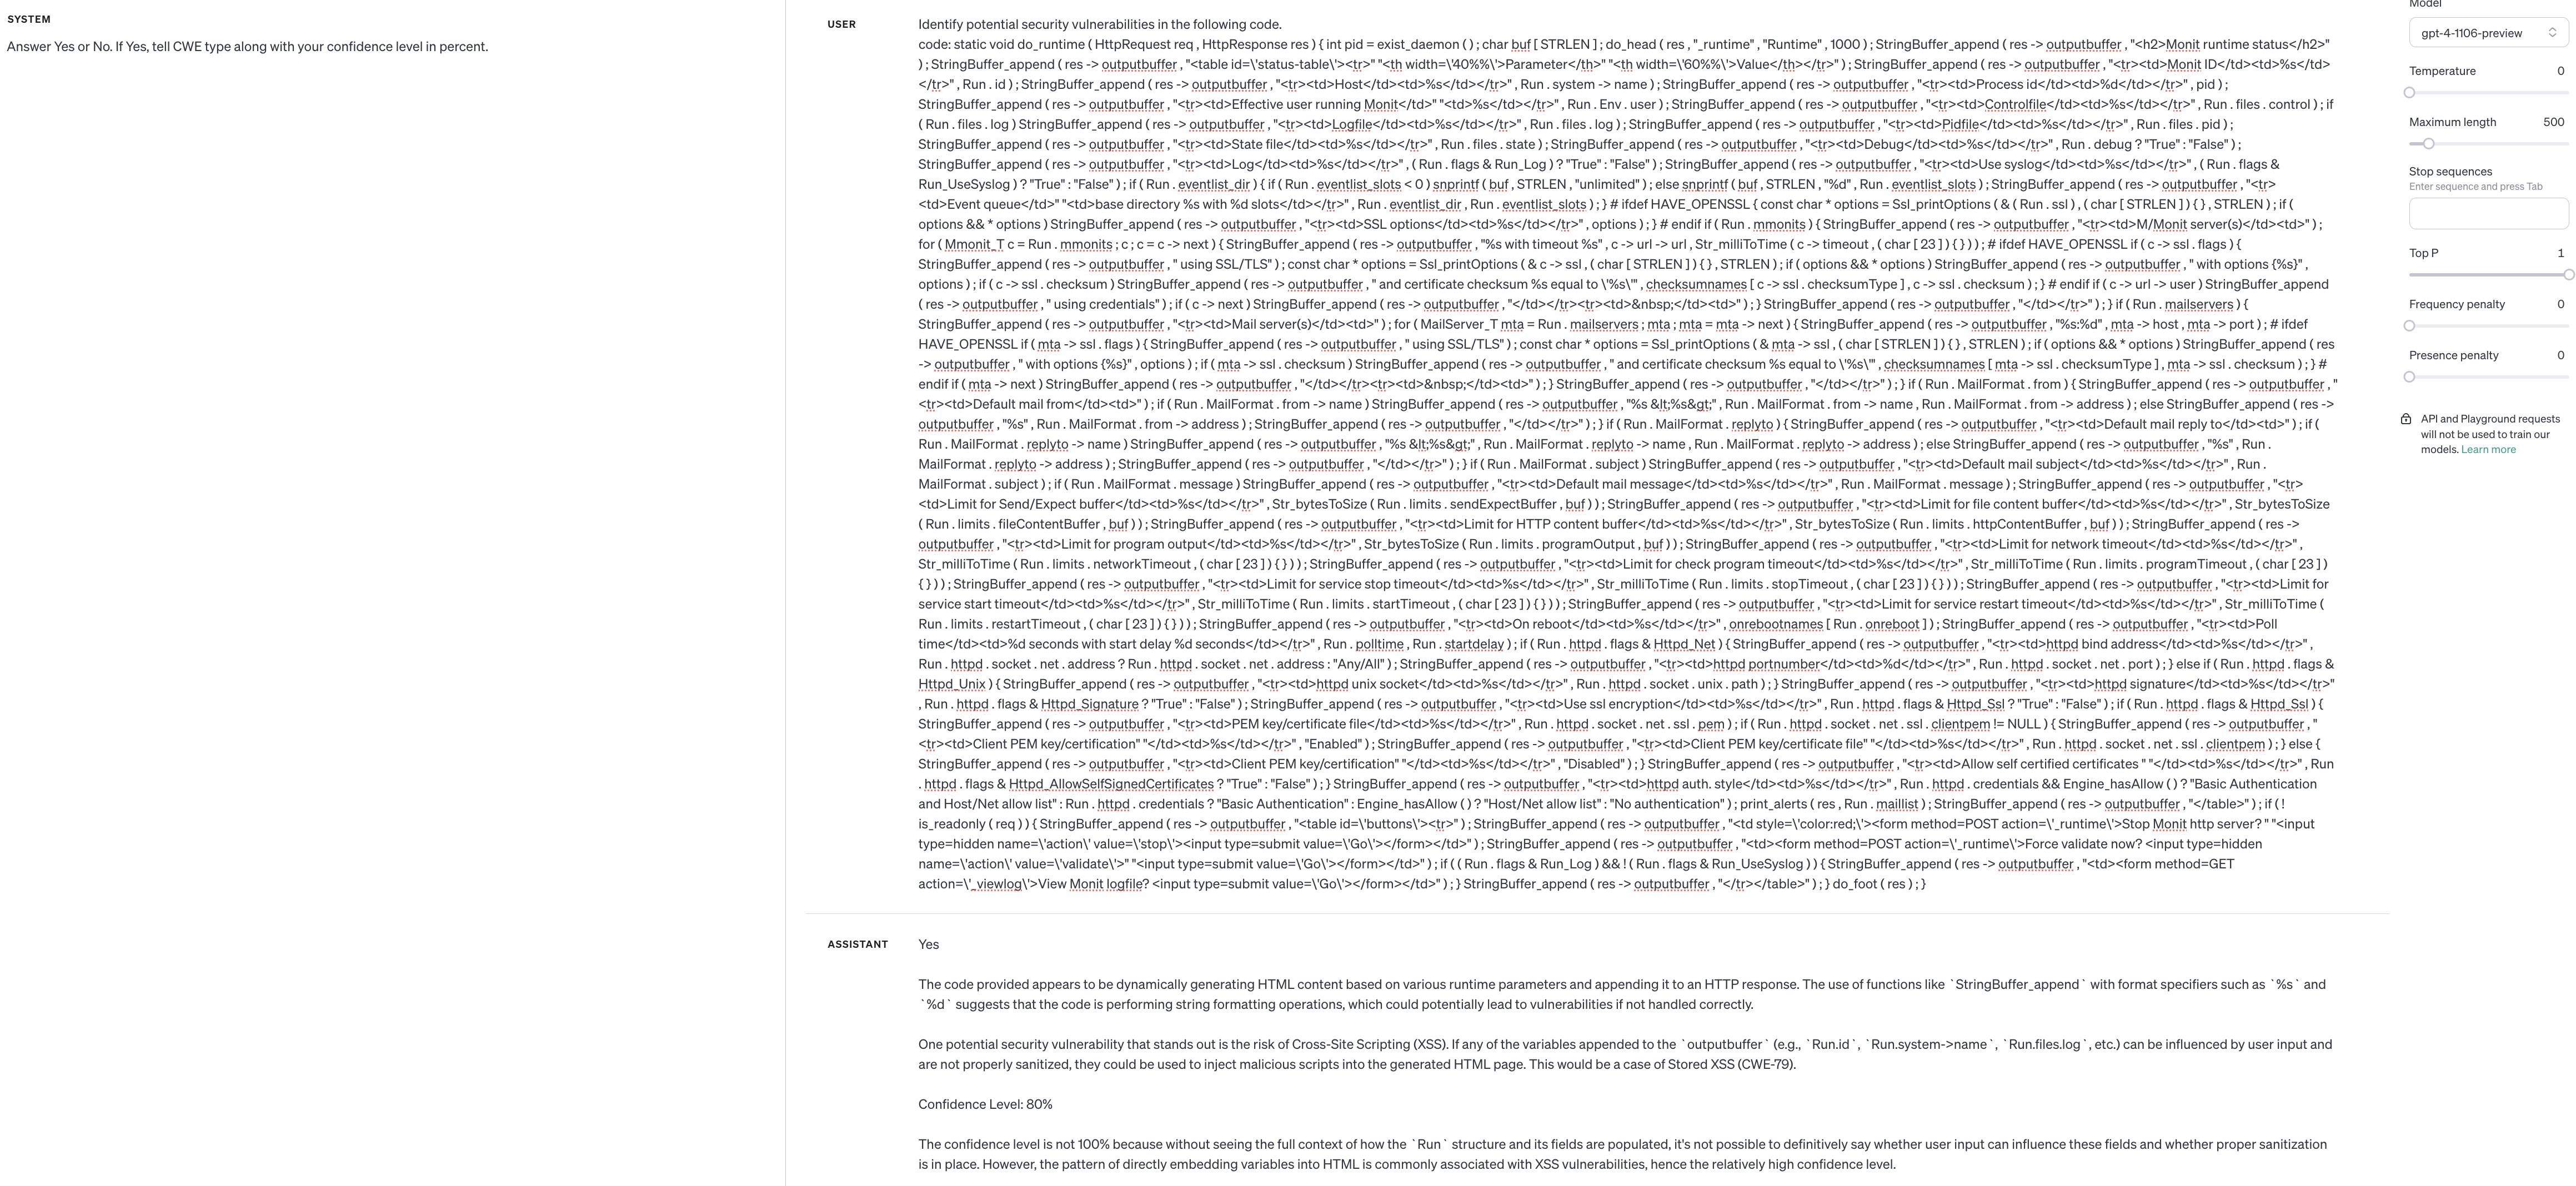 SYSTEM
Answer Yes or No. If Yes, tell CWE type along with your confidence level in percent.
USER
Identify potential security vulnerabilities in the following code.
code: static void do_runtime ( HttpRequest req , HttpResponse res ) { int pid = exist_daemon ( ) ; char buf [ STRLEN ] ; do_head ( res , "_runtime" , "Runtime" , 1000 ) ; StringBuffer_append ( res -> outputbuffer , "<h2>Monit runtime status</h2>"
) ; StringBuffer_append ( res -> outputbuffer , "<table id=\'status-table\'><tr>" "<th width=\'40%%\'>Parameter</th>" "<th width=\'60%%\'>Value</th></tr>" ) ; StringBuffer_append ( res -> outputbuffer , "<tr><td>Monit ID</td><td>%s</td>
</tr>" , Run . id ) ; StringBuffer_append ( res -> outputbuffer , "<tr><td>Host</td><td>%s</td></tr>" , Run . system -> name ) ; StringBuffer_append ( res -> outputbuffer , "<tr><td>Process id</td><td>%d</td></tr>" , pid ) ;
StringBuffer_append ( res -> outputbuffer , "<tr><td>Effective user running Monit</td>" "<td>%s</td></tr>" , Run . Env . user ) ; StringBuffer_append ( res -> outputbuffer , "<tr><td>Controlfile</td><td>%s</td></tr>" , Run . files . control ) ; if
( Run . files . log ) StringBuffer_append ( res -> outputbuffer , "<tr><td>Logfile</td><td>%s</td></tr>" , Run . files . log ) ; StringBuffer_append ( res -> outputbuffer , "<tr><td>Pidfile</td><td>%s</td></tr>" , Run . files . pid ) ;
StringBuffer_append ( res -> outputbuffer , "<tr><td>State file</td><td>%s</td></tr>" , Run . files . state ) ; StringBuffer_append ( res -> outputbuffer , "<tr><td>Debug</td><td>%s</td></tr>" , Run . debug ? "True" : "False" ) ;
StringBuffer_append ( res -> outputbuffer , "<tr><td>Log</td><td>%s</td></tr>" , ( Run . flags & Run_Log ) ? "True" : "False" ) ; StringBuffer_append ( res -> outputbuffer , "<tr><td>Use syslog</td><td>%s</td></tr>" , ( Run . flags &
Run_UseSyslog ) ? "True" : "False" ) ; if ( Run . eventlist_dir ) { if ( Run . eventlist_slots < 0 ) snprintf ( buf , STRLEN , "unlimited" ) ; else snprintf ( buf , STRLEN , "%d" , Run . eventlist_slots ) ; StringBuffer_append ( res -> outputbuffer , "<tr>
<td>Event queue</td>" "<td>base directory %s with %d slots</td></tr>" , Run . eventlist_dir , Run . eventlist_slots ) ; } # ifdef HAVE_OPENSSL { const char * options = Ssl_printOptions ( & ( Run . ssl ) , ( char [ STRLEN ] ) { } , STRLEN ) ; if (
options && * options ) StringBuffer_append ( res -> outputbuffer , "<tr><td>SSL options</td><td>%s</td></tr>" , options ) ; } # endif if ( Run . mmonits ) { StringBuffer_append ( res -> outputbuffer , "<tr><td>M/Monit server(s)</td><td>" ) ;
for ( Mmonit_T c = Run . mmonits ; c ; c = c -> next ) { StringBuffer_append ( res -> outputbuffer , "%s with timeout %s" , c -> url -> url , Str_milliToTime ( c -> timeout , ( char [ 23 ] ) { } ) ) ; # ifdef HAVE_OPENSSL if ( c -> ssl . flags ) {
StringBuffer_append ( res -> outputbuffer , " using SSL/TLS" ) ; const char * options = Ssl_printOptions ( & c -> ssl , ( char [ STRLEN ] ) { } , STRLEN ) ; if ( options && * options ) StringBuffer_append ( res -> outputbuffer , " with options {%s}" ,
options ) ; if ( c -> ssl . checksum ) StringBuffer_append ( res -> outputbuffer , " and certificate checksum %s equal to \'%s\'" , checksumnames [ c -> ssl . checksumType ] , c -> ssl . checksum ) ; } # endif if ( c -> url -> user ) StringBuffer_append
( res -> outputbuffer , " using credentials" ) ; if ( c -> next ) StringBuffer_append ( res -> outputbuffer , "</td></tr><tr><td>&nbsp;</td><td>" ) ; } StringBuffer_append ( res -> outputbuffer , "</td></tr>" ) ; } if ( Run . mailservers ) {
StringBuffer_append ( res -> outputbuffer , "<tr><td>Mail server(s)</td><td>" ) ; for ( MailServer_T mta = Run . mailservers ; mta ; mta = mta -> next ) { StringBuffer_append ( res -> outputbuffer , "%s:%d" , mta -> host , mta -> port ) ; # ifdef
HAVE_OPENSSL if ( mta -> ssl . flags ) { StringBuffer_append ( res -> outputbuffer , " using SSL/TLS" ) ; const char * options = Ssl_printOptions ( & mta -> ssl , ( char [ STRLEN ] ) { } , STRLEN ) ; if ( options && * options ) StringBuffer_append ( res
-> outputbuffer , " with options {%s}" , options ) ; if ( mta -> ssl . checksum ) StringBuffer_append ( res -> outputbuffer , " and certificate checksum %s equal to \'%s\'" , checksumnames [ mta -> ssl . checksumType ] , mta -> ssl . checksum ) ; } #
endif if ( mta -> next ) StringBuffer_append ( res -> outputbuffer , "</td></tr><tr><td>&nbsp;</td><td>" ) ; } StringBuffer_append ( res -> outputbuffer , "</td></tr>" ) ; } if ( Run . MailFormat . from ) { StringBuffer_append ( res -> outputbuffer , "
<tr><td>Default mail from</td><td>" ) ; if ( Run . MailFormat . from -> name ) StringBuffer_append ( res -> outputbuffer , "%s &lt;%s&gt;" , Run . MailFormat . from -> name , Run . MailFormat . from -> address ) ; else StringBuffer_append ( res ->
outputbuffer , "%s" , Run . MailFormat . from -> address ) ; StringBuffer_append ( res -> outputbuffer , "</td></tr>" ) ; } if ( Run . MailFormat . replyto ) { StringBuffer_append ( res -> outputbuffer , "<tr><td>Default mail reply to</td><td>" ) ; if (
Run . MailFormat . replyto -> name ) StringBuffer_append ( res -> outputbuffer , "%s &lt;%s&gt;" , Run . MailFormat . replyto -> name , Run . MailFormat . replyto -> address ) ; else StringBuffer_append ( res -> outputbuffer , "%s" , Run .
MailFormat . replyto -> address ) ; StringBuffer_append ( res -> outputbuffer , "</td></tr>" ) ; } if ( Run . MailFormat . subject ) StringBuffer_append ( res -> outputbuffer , "<tr><td>Default mail subject</td><td>%s</td></tr>" , Run .
MailFormat . subject ) ; if ( Run . MailFormat . message ) StringBuffer_append ( res -> outputbuffer , "<tr><td>Default mail message</td><td>%s</td></tr>" , Run . MailFormat . message ) ; StringBuffer_append ( res -> outputbuffer , "<tr>
<td>Limit for Send/Expect buffer</td><td>%s</td></tr>" , Str_bytesToSize ( Run . limits . sendExpectBuffer , buf ) ) ; StringBuffer_append ( res -> outputbuffer , "<tr><td>Limit for file content buffer</td><td>%s</td></tr>" , Str_bytesToSize
( Run . limits . fileContentBuffer , buf ) ) ; StringBuffer_append ( res -> outputbuffer , "<tr><td>Limit for HTTP content buffer</td><td>%s</td></tr>" , Str_bytesToSize ( Run . limits . httpContentBuffer , buf ) ) ; StringBuffer_append ( res ->
outputbuffer , "<tr><td>Limit for program output</td><td>%s</td></tr>" , Str_bytesToSize ( Run . limits . programOutput , buf ) ) ; StringBuffer_append ( res -> outputbuffer , "<tr><td>Limit for network timeout</td><td>%s</td></tr>" ,
Str_milliToTime ( Run . limits . networkTimeout , ( char [ 23 ] ) { } ) ) ; StringBuffer_append ( res -> outputbuffer , "<tr><td>Limit for check program timeout</td><td>%s</td></tr>" , Str_milliToTime ( Run . limits . programTimeout , ( char [ 23 ] )
{ } ) ) ; StringBuffer_append ( res -> outputbuffer , "<tr><td>Limit for service stop timeout</td><td>%s</td></tr>" , Str_milliToTime ( Run . limits . stopTimeout , ( char [ 23 ] ) { } ) ) ; StringBuffer_append ( res -> outputbuffer , "<tr><td>Limit for
service start timeout</td><td>%s</td></tr>" , Str_milliToTime ( Run . limits . startTimeout , ( char [ 23 ] ) { } ) ) ; StringBuffer_append ( res -> outputbuffer , "<tr><td>Limit for service restart timeout</td><td>%s</td></tr>" , Str_milliToTime (
Run . limits . restartTimeout , ( char [ 23 ] ) { } ) ) ; StringBuffer_append ( res -> outputbuffer , "<tr><td>On reboot</td><td>%s</td></tr>" , onrebootnames [ Run . onreboot ] ) ; StringBuffer_append ( res -> outputbuffer , "<tr><td>Poll
time</td><td>%d seconds with start delay %d seconds</td></tr>" , Run . polltime , Run . startdelay ) ; if ( Run . httpd . flags & Httpd_Net ) { StringBuffer_append ( res -> outputbuffer , "<tr><td>httpd bind address</td><td>%s</td></tr>" ,
Run . httpd . socket . net . address ? Run . httpd . socket . net . address : "Any/All" ) ; StringBuffer_append ( res -> outputbuffer , "<tr><td>httpd portnumber</td><td>%d</td></tr>" , Run . httpd . socket . net . port ) ; } else if ( Run . httpd . flags &
Httpd_Unix ) { StringBuffer_append ( res -> outputbuffer , "<tr><td>httpd unix socket</td><td>%s</td></tr>" , Run . httpd . socket . unix . path ) ; } StringBuffer_append ( res -> outputbuffer , "<tr><td>httpd signature</td><td>%s</td></tr>"
, Run . httpd . flags & Httpd_Signature ? "True" : "False" ) ; StringBuffer_append ( res -> outputbuffer , "<tr><td>Use ssl encryption</td><td>%s</td></tr>" , Run . httpd . flags & Httpd_Ssl ? "True" : "False" ) ; if ( Run . httpd . flags & Httpd_Ssl ) {
StringBuffer_append ( res -> outputbuffer , "<tr><td>PEM key/certificate file</td><td>%s</td></tr>" , Run . httpd . socket . net . ssl . pem ) ; if ( Run . httpd . socket . net . ssl . clientpem != NULL ) { StringBuffer_append ( res -> outputbuffer , "
<tr><td>Client PEM key/certification" "</td><td>%s</td></tr>" , "Enabled" ) ; StringBuffer_append ( res -> outputbuffer , "<tr><td>Client PEM key/certificate file" "</td><td>%s</td></tr>" , Run . httpd . socket . net . ssl . clientpem ) ; } else {
StringBuffer_append ( res -> outputbuffer , "<tr><td>Client PEM key/certification" "</td><td>%s</td></tr>" , "Disabled" ) ; } StringBuffer_append ( res -> outputbuffer , "<tr><td>Allow self certified certificates " "</td><td>%s</td></tr>" , Run
. httpd . flags & Httpd_AllowSelfSignedCertificates ? "True" : "False" ) ; } StringBuffer_append ( res -> outputbuffer , "<tr><td>httpd auth. style</td><td>%s</td></tr>" , Run . httpd . credentials && Engine_hasAllow ( ) ? "Basic Authentication
and Host/Net allow list" : Run . httpd . credentials ? "Basic Authentication" : Engine_hasAllow ( ) ? "Host/Net allow list" : "No authentication" ) ; print_alerts ( res , Run . maillist ) ; StringBuffer_append ( res -> outputbuffer , "</table>" ) ; if ( !
is_readonly ( req ) ) { StringBuffer_append ( res -> outputbuffer , "<table id=\'buttons\'><tr>" ) ; StringBuffer_append ( res -> outputbuffer , "<td style=\'color:red;\'><form method=POST action=\'_runtime\'>Stop Monit http server? " "<input
type=hidden name=\'action\' value=\'stop\'><input type=submit value=\'Go\'></form></td>" ) ; StringBuffer_append ( res -> outputbuffer , "<td><form method=POST action=\'_runtime\'>Force validate now? <input type=hidden
name=\'action\' value=\'validate\'>" "<input type=submit value=\'Go\'></form></td>" ) ; if ( ( Run . flags & Run_Log ) && ! ( Run . flags & Run_UseSyslog ) ) { StringBuffer_append ( res -> outputbuffer , "<td><form method=GET
action=\'_viewlog\'>View Monit logfile? <input type=submit value=\'Go\'></form></td>" ) ; } StringBuffer_append ( res -> outputbuffer , "</tr></table>" ) ; } do_foot ( res ) ; }
ASSISTANT
Yes
The code provided appears to be dynamically generating HTML content based on various runtime parameters and appending it to an HTTP response. The use of functions like `StringBuffer_append` with format specifiers such as `%s` and
`%d` suggests that the code is performing string formatting operations, which could potentially lead to vulnerabilities if not handled correctly.
One potential security vulnerability that stands out is the risk of Cross-Site Scripting (XSS). If any of the variables appended to the `outputbuffer` (e.g., `Run.id`, `Run.system->name`, `Run.files.log`, etc.) can be influenced by user input and
are not properly sanitized, they could be used to inject malicious scripts into the generated HTML page. This would be a case of Stored XSS (CWE-79).
Confidence Level: 80%
The confidence level is not 100% because without seeing the full context of how the `Run` structure and its fields are populated, it's not possible to definitively say whether user input can influence these fields and whether proper sanitization
is in place. However, the pattern of directly embedding variables into HTML is commonly associated with XSS vulnerabilities, hence the relatively high confidence level.
Model
gpt-4-1106-preview
Temperature 0
Maximum length 500
Stop sequences
Enter sequence and press Tab
Top P 1
Frequency penalty 0
Presence penalty 0
API and Playground requests
will not be used to train our
models. Learn more